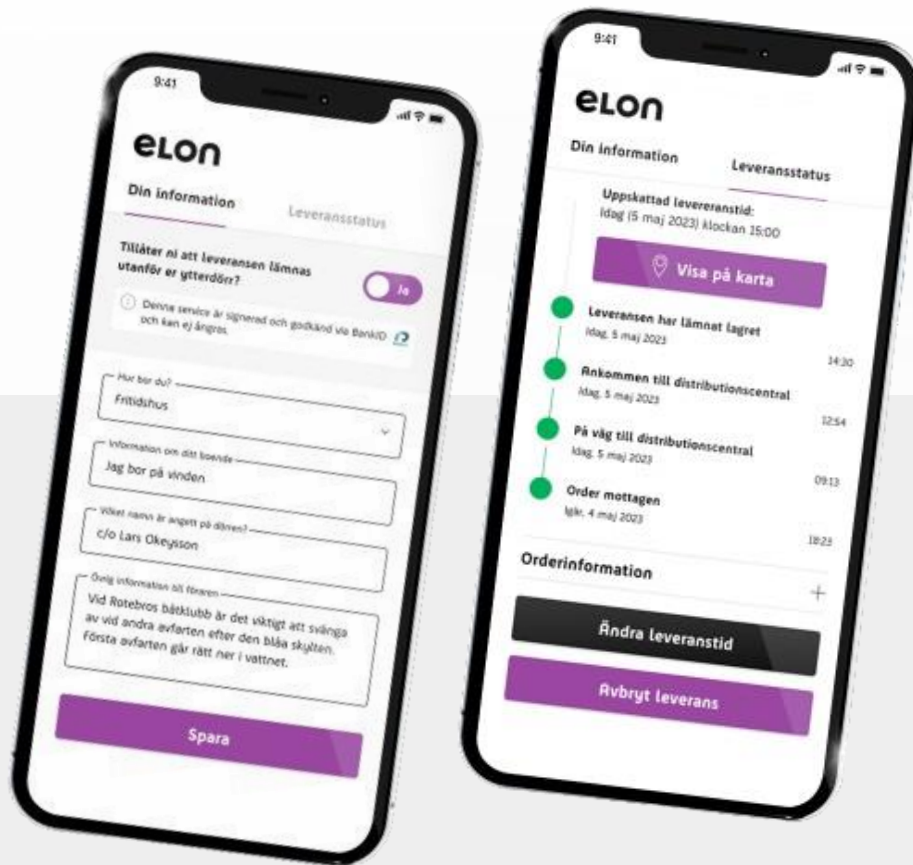 9:41
eLON
Din information
Leveransstatus
Tillåter ni att leveransen lämnas
utanför er ytterdörr?
Ja
Denna service är signerad och godkänd via BankID
och kan ej ångras.
Hur bor du?
Fritidshus
Information om ditt boende
Jag bor på vinden
Vilket namn är angett på dörren?
c/o Lars Okeysson
Övrig information till föraren
Vid Rotebros båtklubb är det viktigt att svänga
av vid andra avfarten efter den blåa skylten.
Första avfarten går rätt ner i vattnet.
Spara
9:41
eLON
Din information
Leveransstatus
Uppskattad levereranstid:
Idag (5 maj 2023) klockan 15:00
Visa på karta
Leveransen har lämnat lagret
Idag, 5 maj 2023
14:30
Ankommen till distributionscentral
Idag, 5 maj 2023
12:54
På väg till distributionscentral
Idag, 5 maj 2023
09:13
Order mottagen
Igår, 4 maj 2023
18:23
Orderinformation
Ändra leveranstid
Avbryt leverans